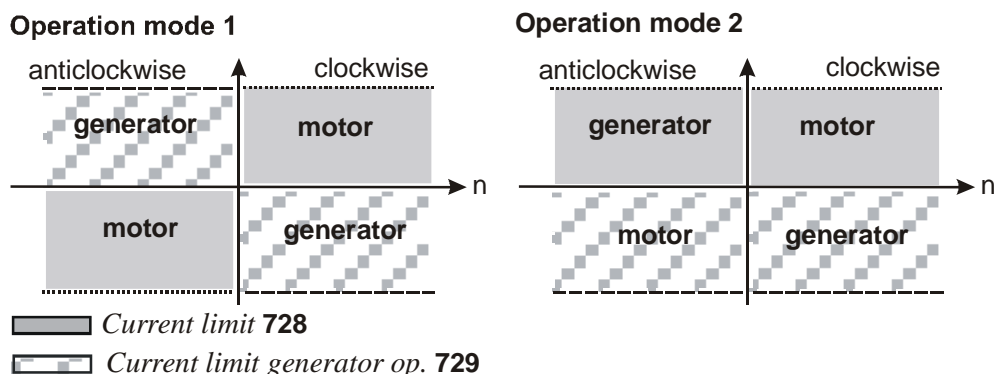 Operation mode 1
anticlockwise clockwise
generator motor
n
motor generator
Operation mode 2
anticlockwise clockwise
generator motor
n
motor generator
Current limit 728
Current limit generator op. 729